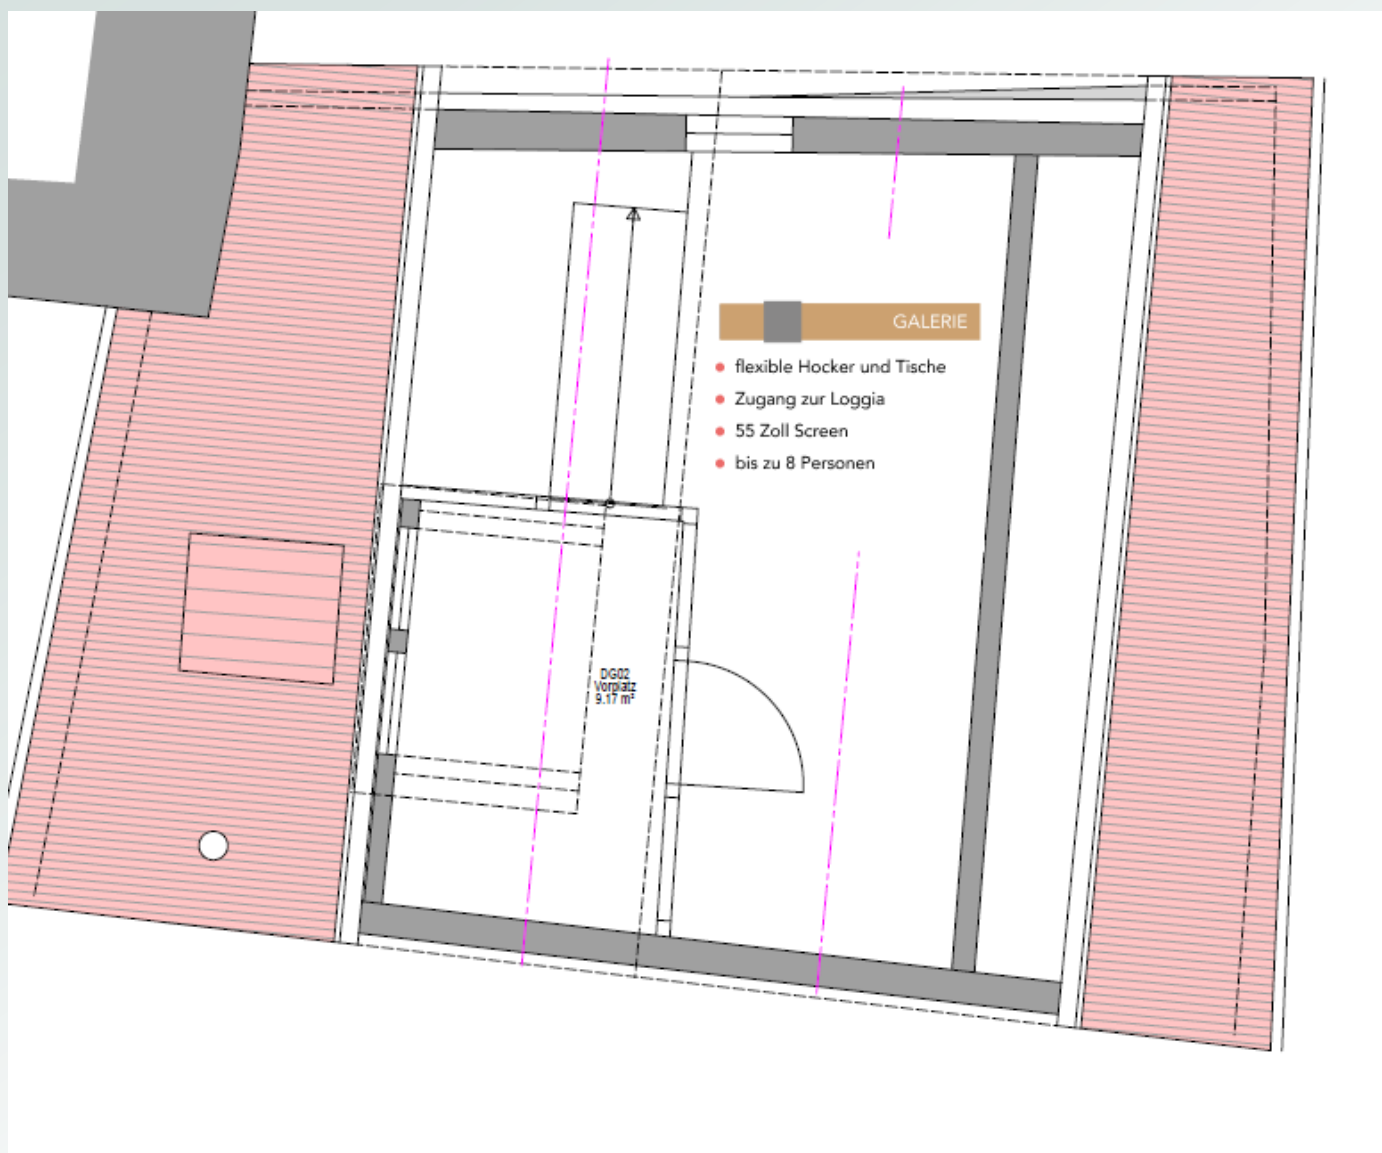 GALERIE
flexible Hocker und Tische
Zugang zur Loggia
55 Zoll Screen
bis zu 8 Personen
DG02
Vorplatz
9.17 m²